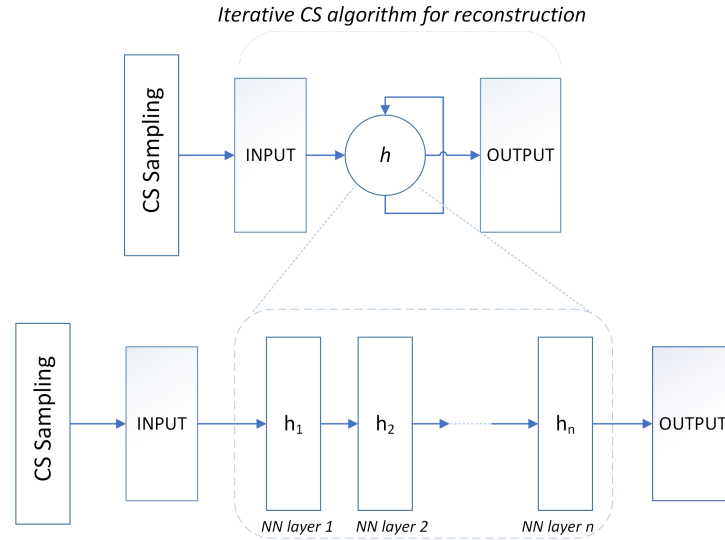 Iterative CS algorithm for reconstruction
CS Sampling
INPUT
h
OUTPUT
CS Sampling
INPUT
h₁
h₂
hₙ
OUTPUT
NN layer 1
NN layer 2
NN layer n